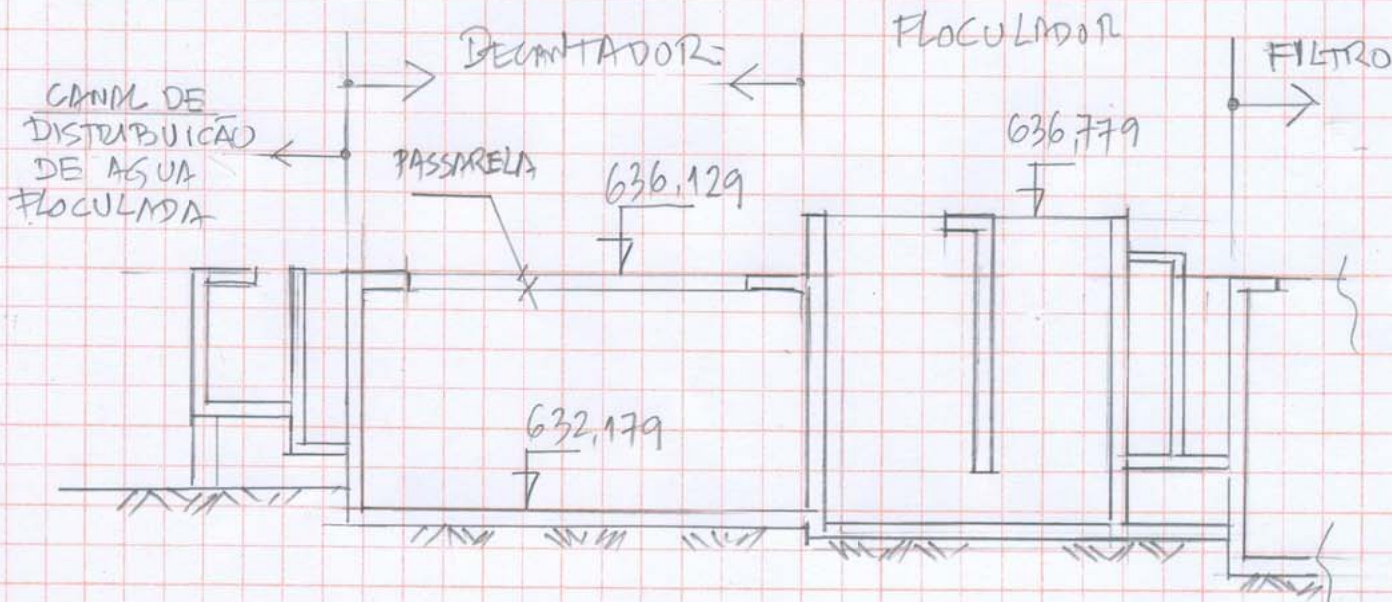 DECANTADOR
FLOCULADOR
FILTRO
CANAL DE
DISTRIBUIÇÃO
DE AGUA
FLOCULADA
PASSARELA
636,129
636,779
632,179